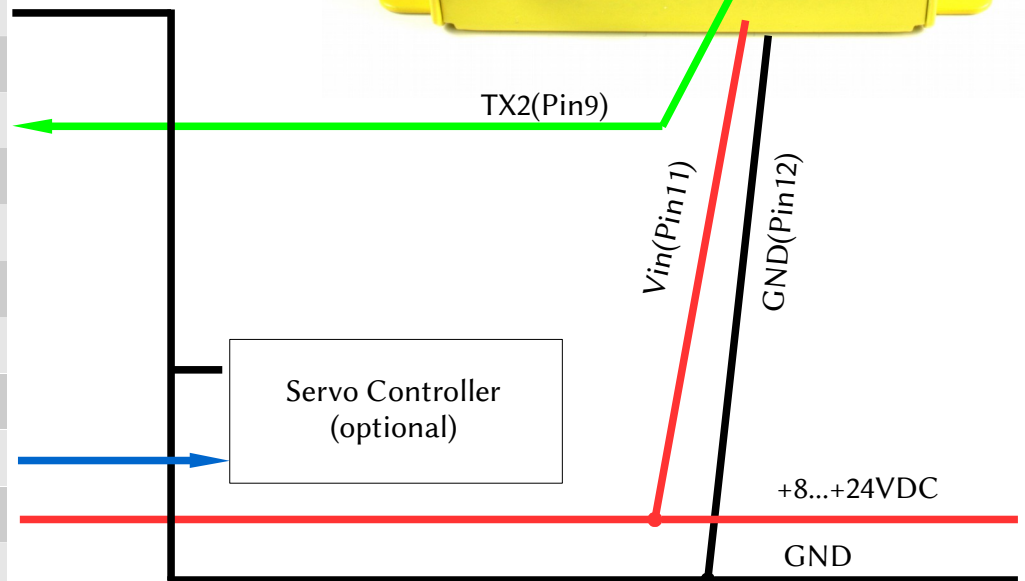 TX2(Pin9)
Vin(Pin11)
GND(Pin12)
Servo Controller
(optional)
+8...+24VDC
GND